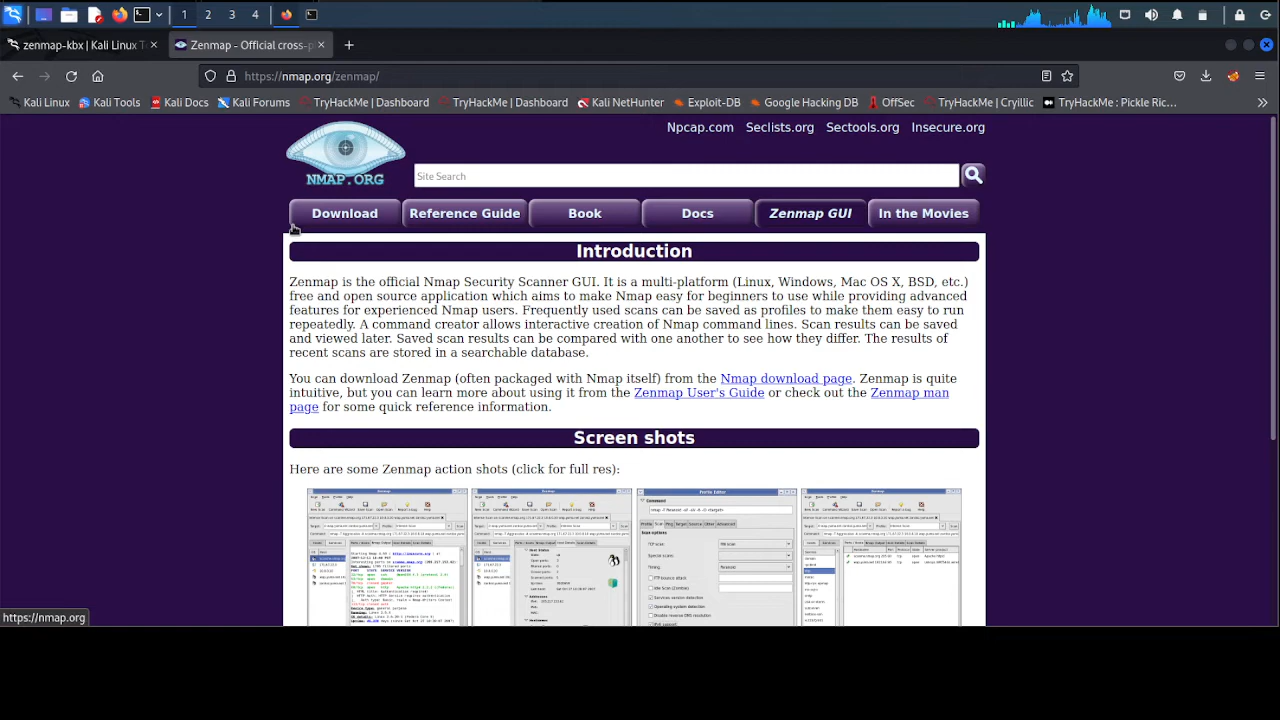 1 2 3 4
zenmap-kbx | Kali Linux T
Zenmap - Official cross-p
https://nmap.org/zenmap/
Kali Linux Kali Tools Kali Docs Kali Forums TryHackMe | Dashboard TryHackMe | Dashboard Kali NetHunter Exploit-DB Google Hacking DB OffSec TryHackMe | Cryillic TryHackMe : Pickle Ric...
Npcap.com Seclists.org Sectools.org Insecure.org
NMAP.ORG
Site Search
Download Reference Guide Book Docs Zenmap GUI In the Movies
Introduction
Zenmap is the official Nmap Security Scanner GUI. It is a multi-platform (Linux, Windows, Mac OS X, BSD, etc.)
free and open source application which aims to make Nmap easy for beginners to use while providing advanced
features for experienced Nmap users. Frequently used scans can be saved as profiles to make them easy to run
repeatedly. A command creator allows interactive creation of Nmap command lines. Scan results can be saved
and viewed later. Saved scan results can be compared with one another to see how they differ. The results of
recent scans are stored in a searchable database.
You can download Zenmap (often packaged with Nmap itself) from the Nmap download page. Zenmap is quite
intuitive, but you can learn more about using it from the Zenmap User's Guide or check out the Zenmap man
page for some quick reference information.
Screen shots
Here are some Zenmap action shots (click for full res):
https://nmap.org